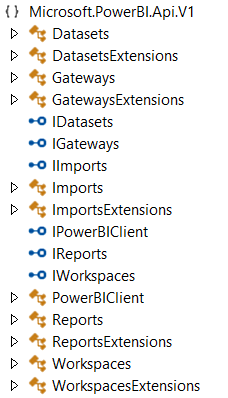 { } Microsoft.PowerBI.Api.V1
Datasets
DatasetsExtensions
Gateways
GatewaysExtensions
IDatasets
IGateways
IImports
Imports
ImportsExtensions
IPowerBIClient
IReports
IWorkspaces
PowerBIClient
Reports
ReportsExtensions
Workspaces
WorkspacesExtensions